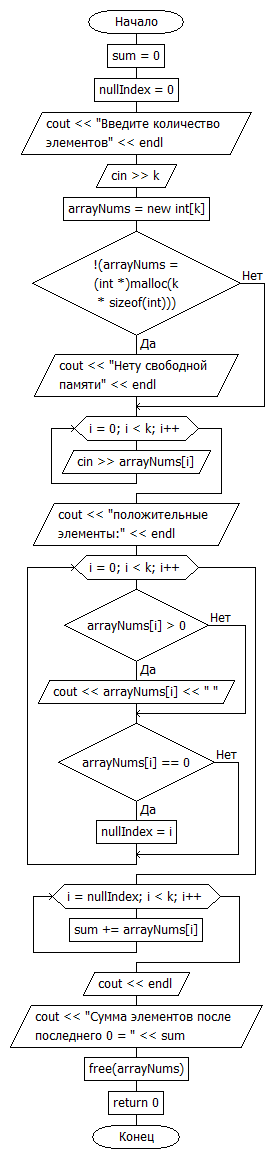 Начало
sum = 0
nullIndex = 0
cout << "Введите количество
элементов" << endl
cin >> k
arrayNums = new int[k]
!(arrayNums =
(int *)malloc(k
* sizeof(int)))
Нет
Да
cout << "Нету свободной
памяти" << endl
i = 0; i < k; i++
cin >> arrayNums[i]
cout << "положительные
элементы:" << endl
i = 0; i < k; i++
arrayNums[i] > 0
Нет
Да
cout << arrayNums[i] << " "
arrayNums[i] == 0
Нет
Да
nullIndex = i
i = nullIndex; i < k; i++
sum += arrayNums[i]
cout << endl
cout << "Сумма элементов после
последнего 0 = " << sum
free(arrayNums)
return 0
Конец